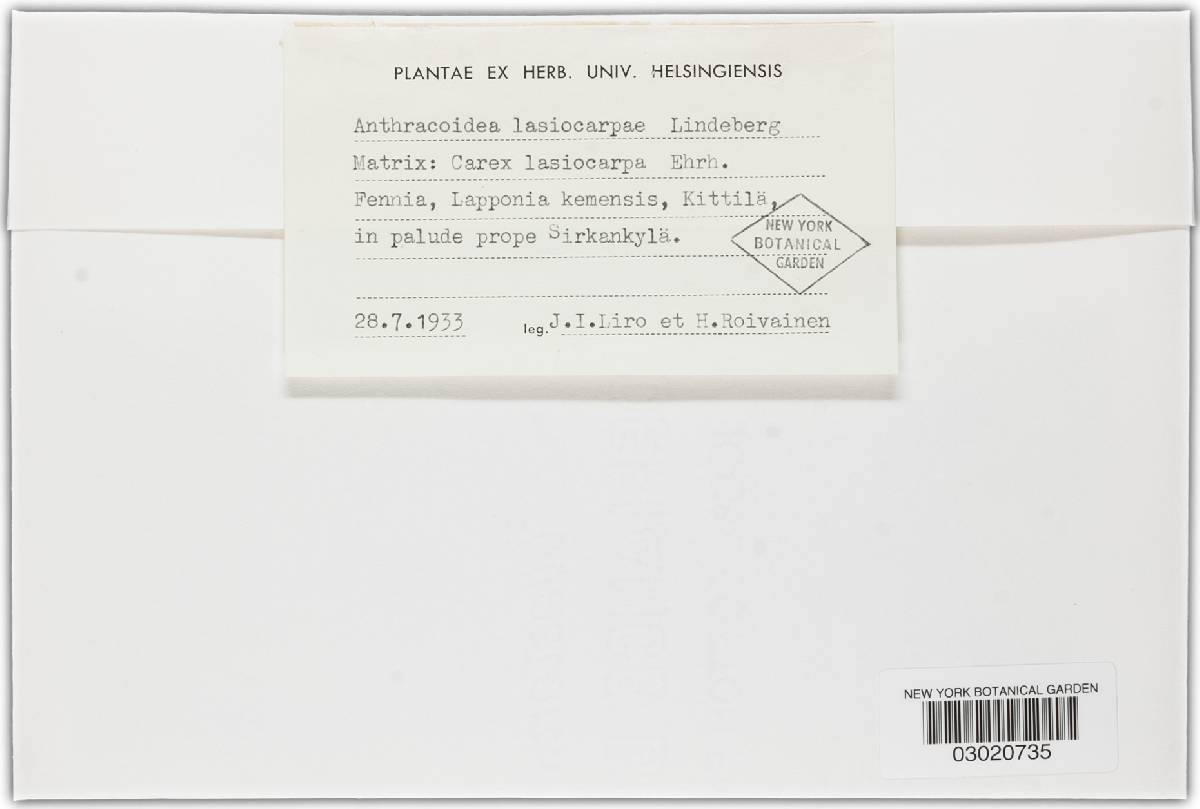 PLANTAE EX HERB. UNIV. HELSINGIENSIS
Anthracoidea lasiocarpae Lindeberg
Matrix: Carex lasiocarpa Ehrh.
Fennia, Lapponia kemensis, Kittilä,
in palude prope Sirkankylä.
NEW YORK
BOTANICAL
GARDEN
28.7.1933 leg. J.I.Liro et H.Roivainen
NEW YORK BOTANICAL GARDEN
03020735